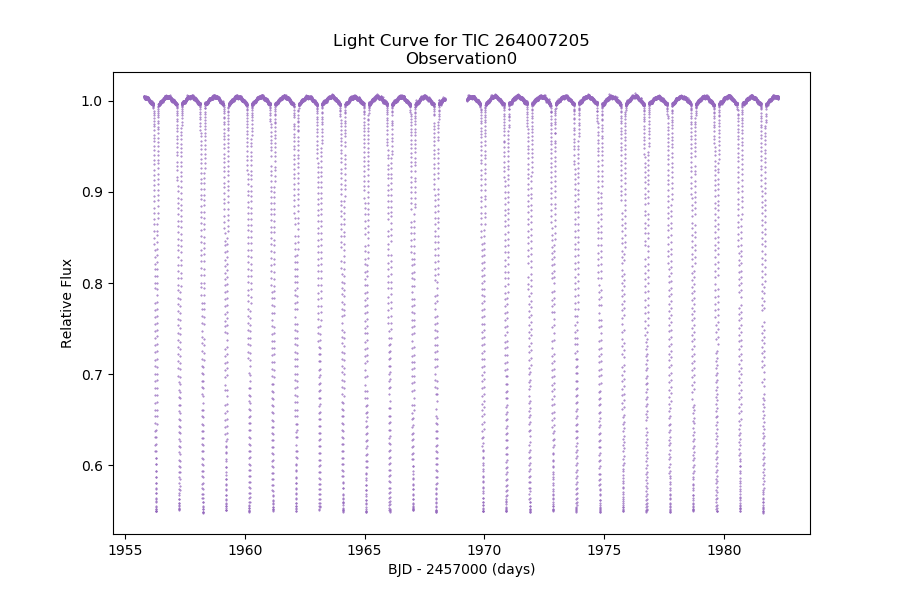 Light Curve for TIC 264007205
Observation0
1.0
0.9
0.8
0.7
0.6
Relative Flux
1955
1960
1965
1970
1975
1980
BJD - 2457000 (days)